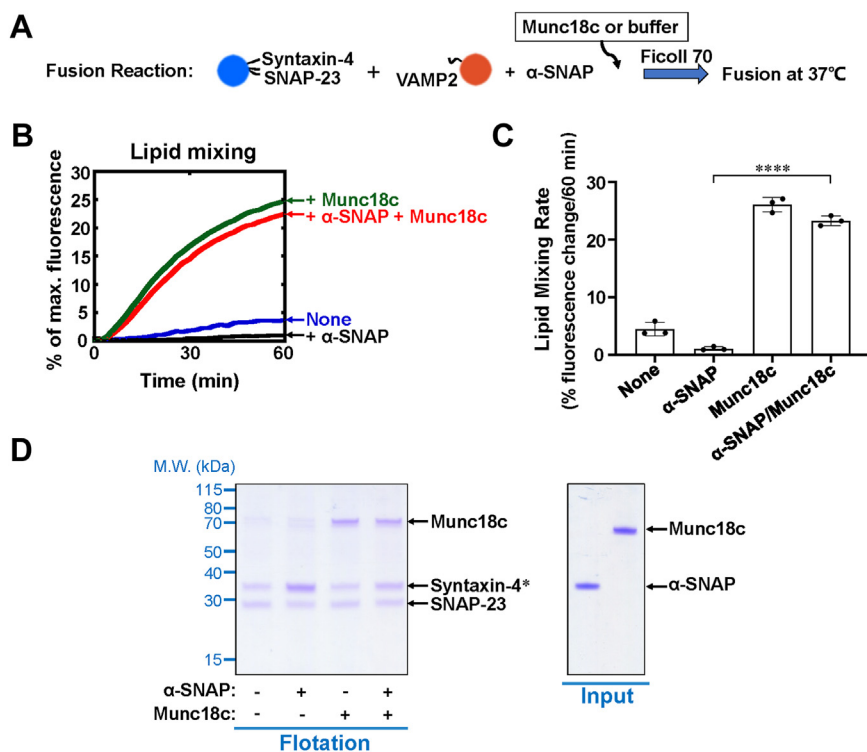 A
Munc18c or buffer
Fusion Reaction: Syntaxin-4 SNAP-23 + VAMP2 + α-SNAP Ficoll 70 Fusion at 37℃
B
Lipid mixing
% of max. fluorescence
30
25
20
15
10
5
0
0 30 60
Time (min)
+ Munc18c
+ α-SNAP + Munc18c
None
+ α-SNAP
C
****
Lipid Mixing Rate
(% fluorescence change/60 min)
30
20
10
0
None
α-SNAP
Munc18c
α-SNAP/Munc18c
D
M.W. (kDa)
115
80
70
50
40
30
15
Munc18c
Syntaxin-4*
SNAP-23
α-SNAP: - + - +
Munc18c: - - + +
Flotation
Munc18c
α-SNAP
Input